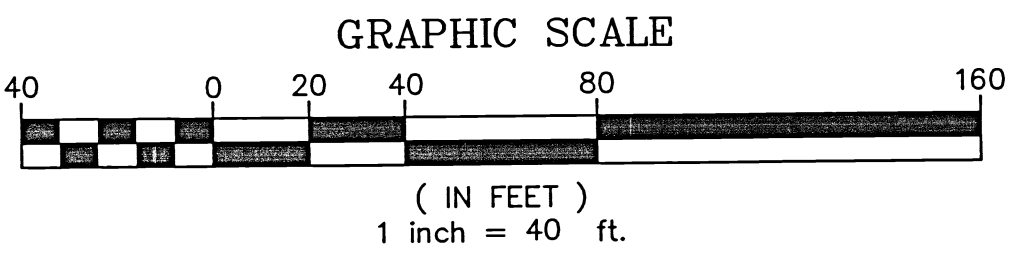 GRAPHIC SCALE
40 0 20 40 80 160
( IN FEET )
1 inch = 40 ft.